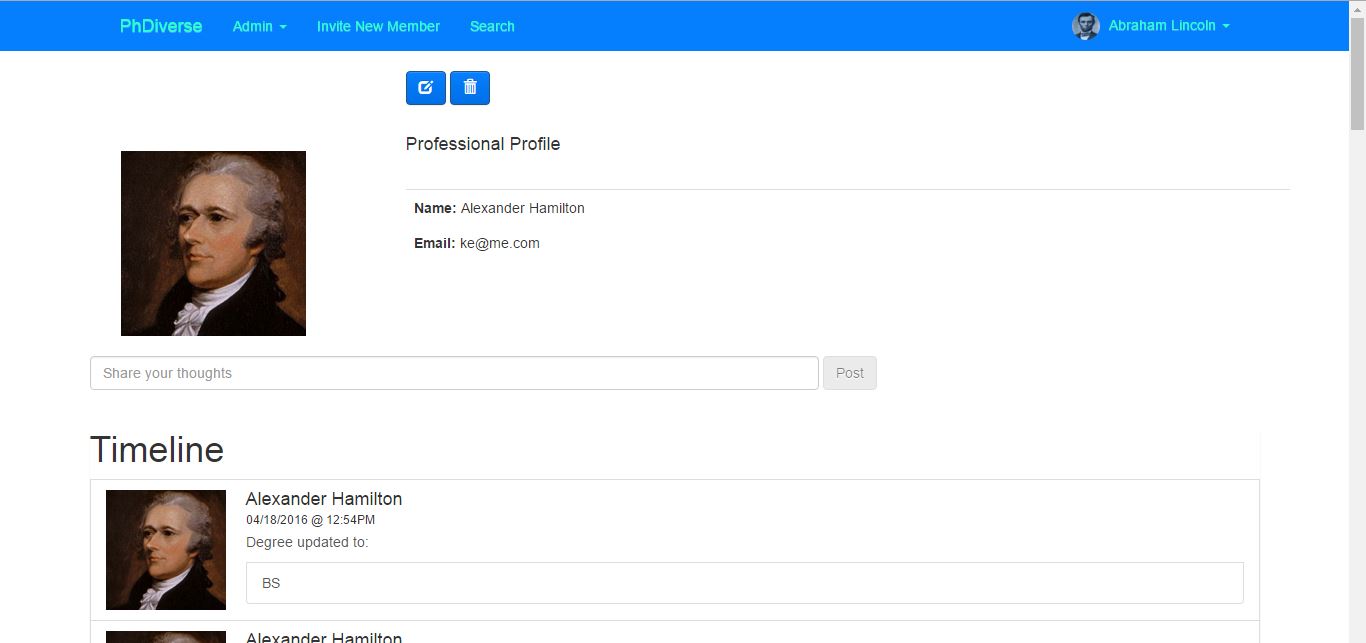 PhDiverse Admin Invite New Member Search Abraham Lincoln
Professional Profile
Name: Alexander Hamilton
Email: ke@me.com
Share your thoughts Post
Timeline
Alexander Hamilton
04/18/2016 @ 12:54PM
Degree updated to:
BS
Alexander Hamilton